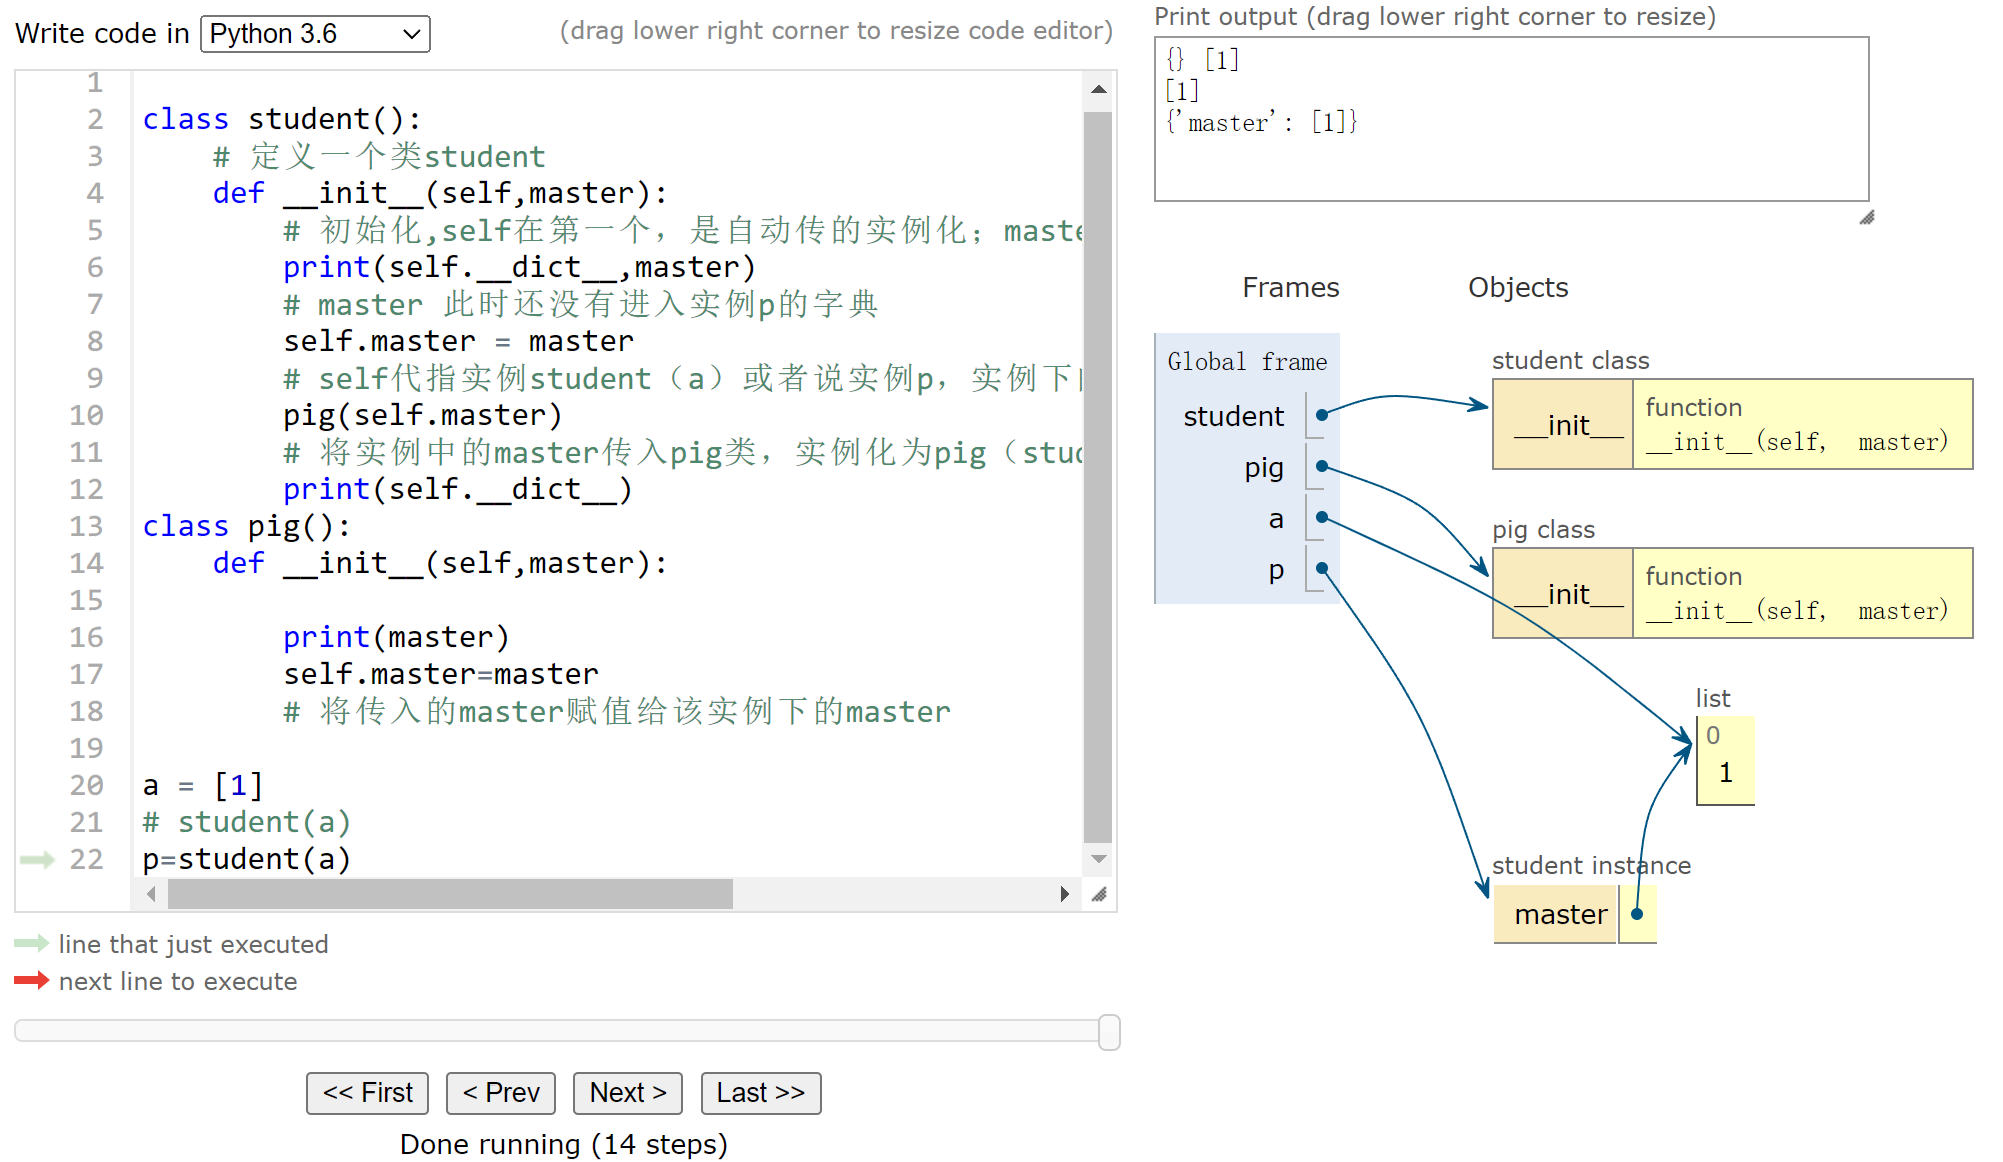 Write code in Python 3.6
(drag lower right corner to resize code editor)
1
2 class student():
3 # 定义一个类student
4 def __init__(self,master):
5 # 初始化,self在第一个，是自动传的实例化；maste
6 print(self.__dict__,master)
7 # master 此时还没有进入实例p的字典
8 self.master = master
9 # self代指实例student（a）或者说实例p，实例下
10 pig(self.master)
11 # 将实例中的master传入pig类，实例化为pig（stu
12 print(self.__dict__)
13 class pig():
14 def __init__(self,master):
15
16 print(master)
17 self.master=master
18 # 将传入的master赋值给该实例下的master
19
20 a = [1]
21 # student(a)
22 p=student(a)
line that just executed
next line to execute
<< First < Prev Next > Last >>
Done running (14 steps)
Print output (drag lower right corner to resize)
{} [1]
[1]
{'master': [1]}
Frames
Objects
Global frame
student
pig
a
p
student class
__init__
function
__init__(self, master)
pig class
__init__
function
__init__(self, master)
list
0
1
student instance
master